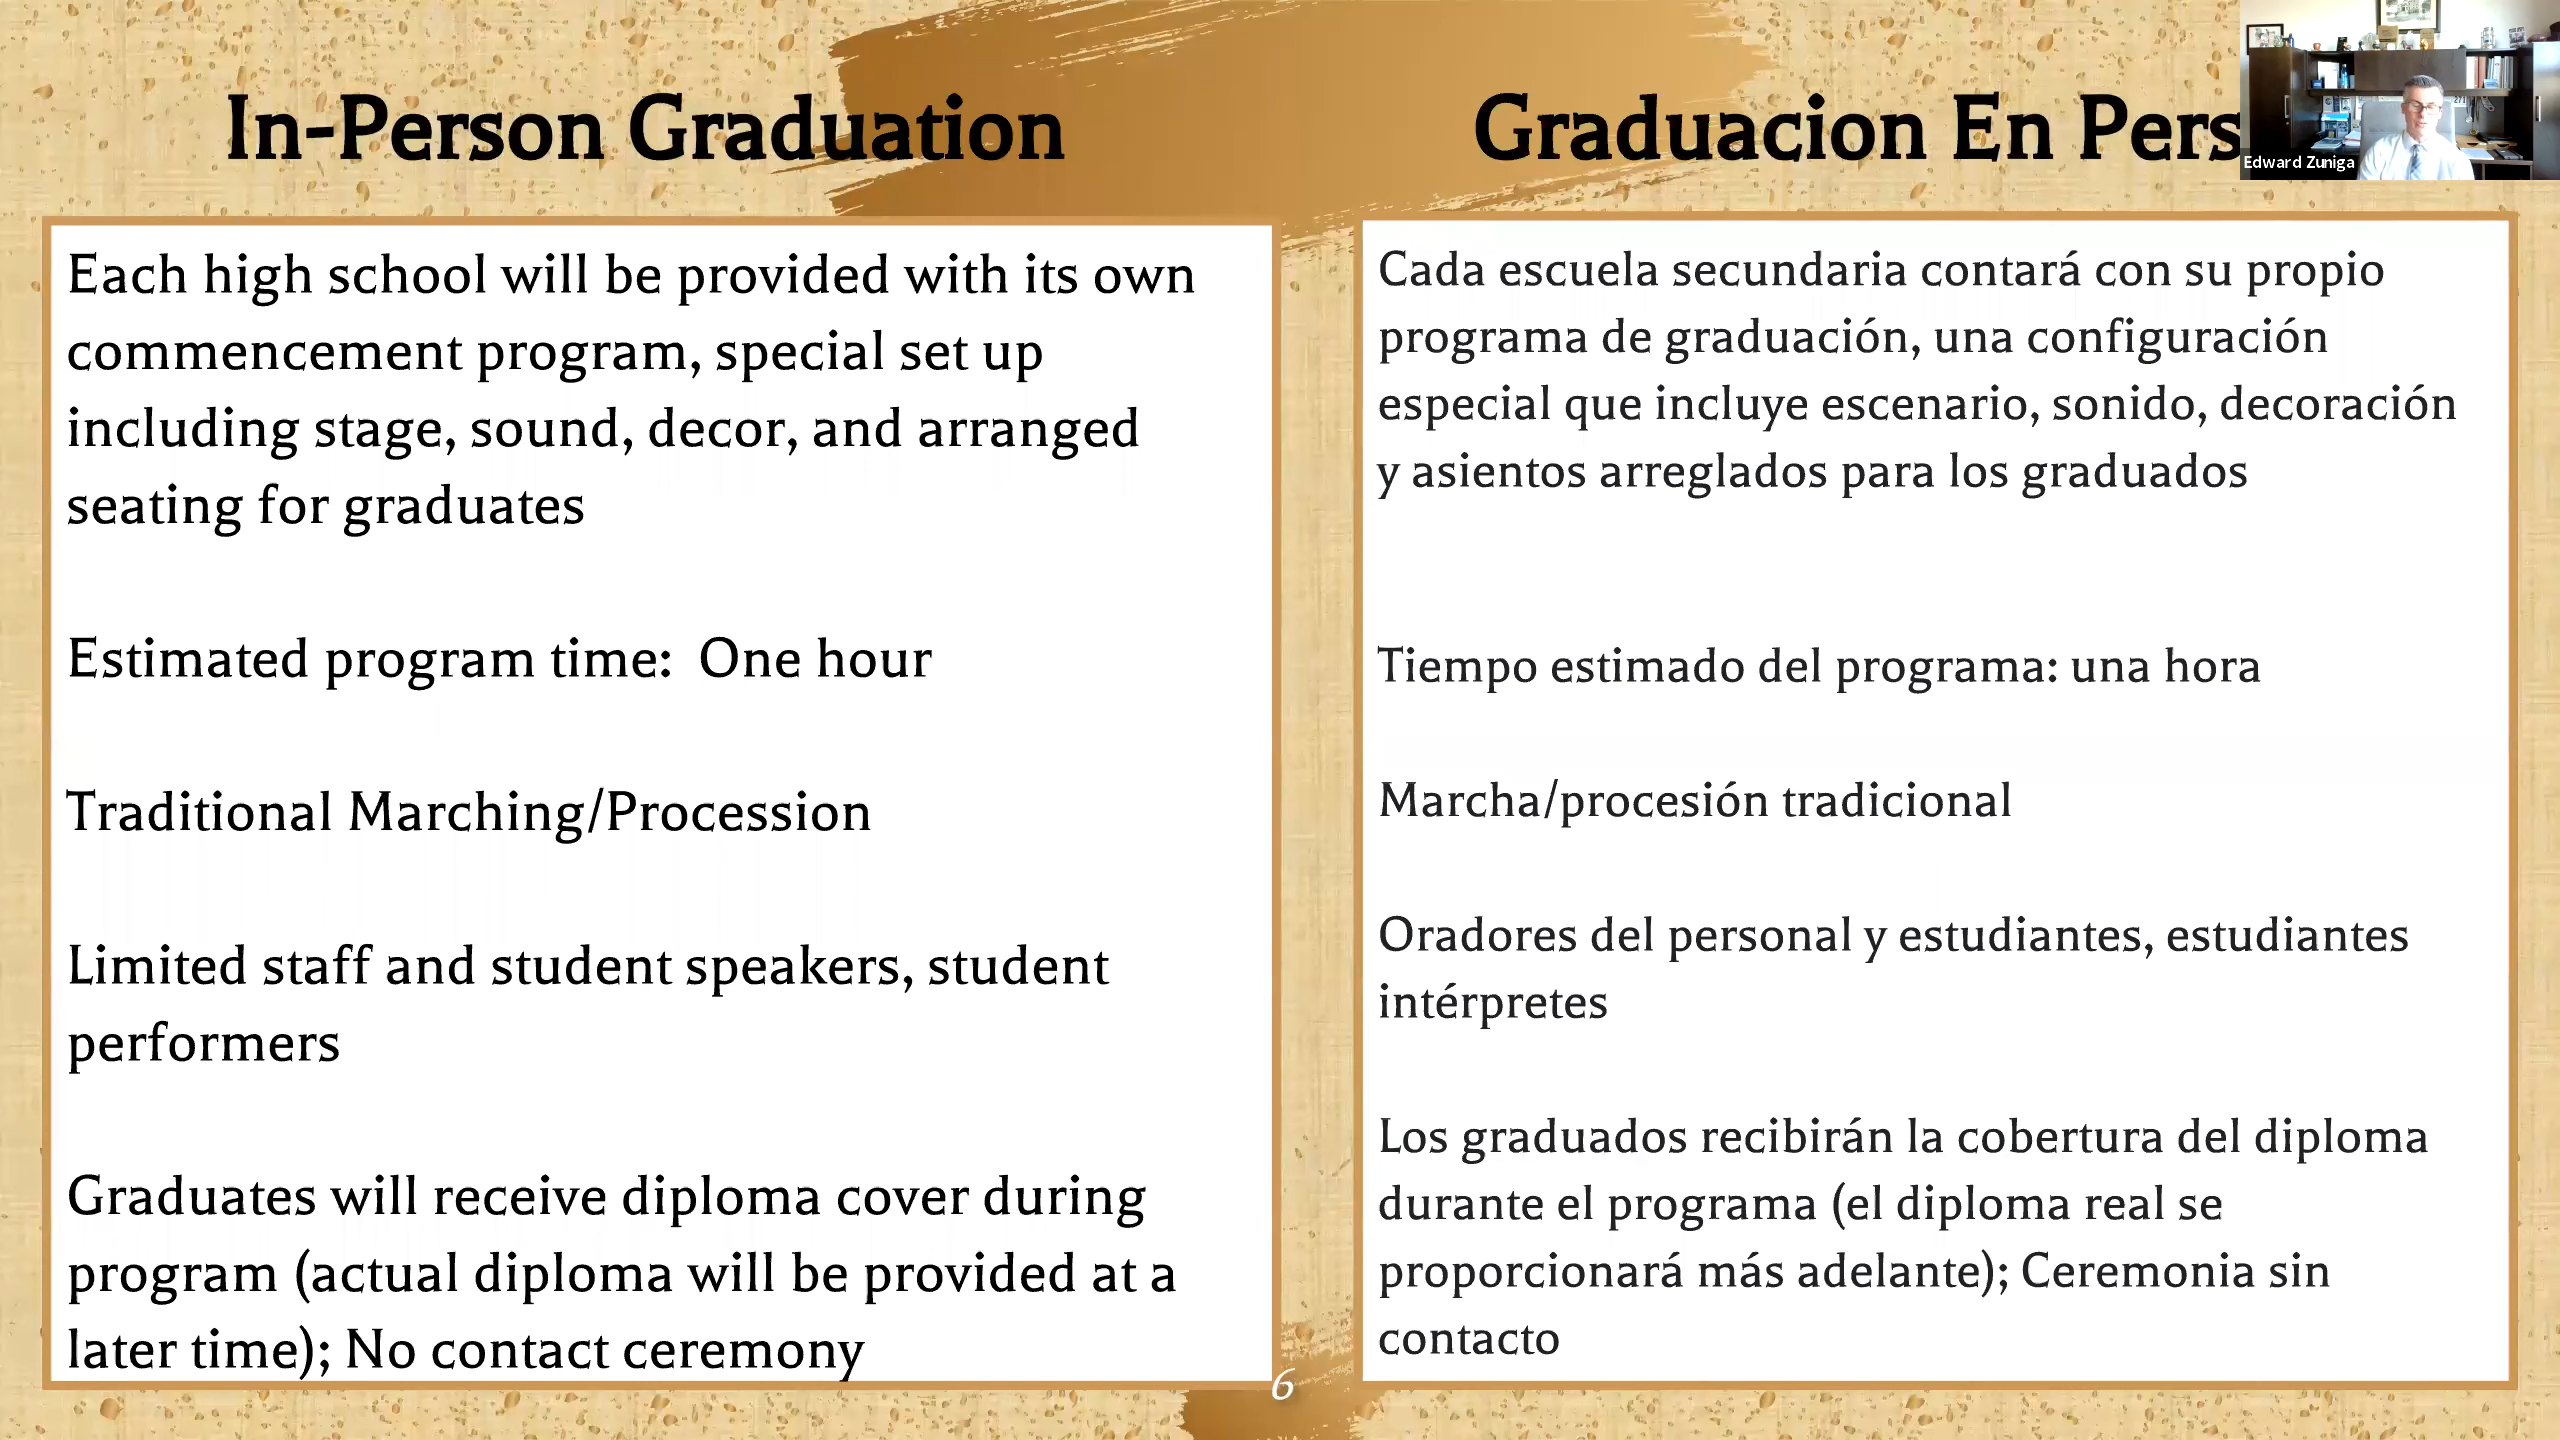 In-Person Graduation
Each high school will be provided with its own
commencement program, special set up
including stage, sound, decor, and arranged
seating for graduates
Estimated program time:  One hour
Traditional Marching/Procession
Limited staff and student speakers, student
performers
Graduates will receive diploma cover during
program (actual diploma will be provided at a
later time); No contact ceremony
Graduacion En Pers
Cada escuela secundaria contará con su propio
programa de graduación, una configuración
especial que incluye escenario, sonido, decoración
y asientos arreglados para los graduados
Tiempo estimado del programa: una hora
Marcha/procesión tradicional
Oradores del personal y estudiantes, estudiantes
intérpretes
Los graduados recibirán la cobertura del diploma
durante el programa (el diploma real se
proporcionará más adelante); Ceremonia sin
contacto
Edward Zuniga
6